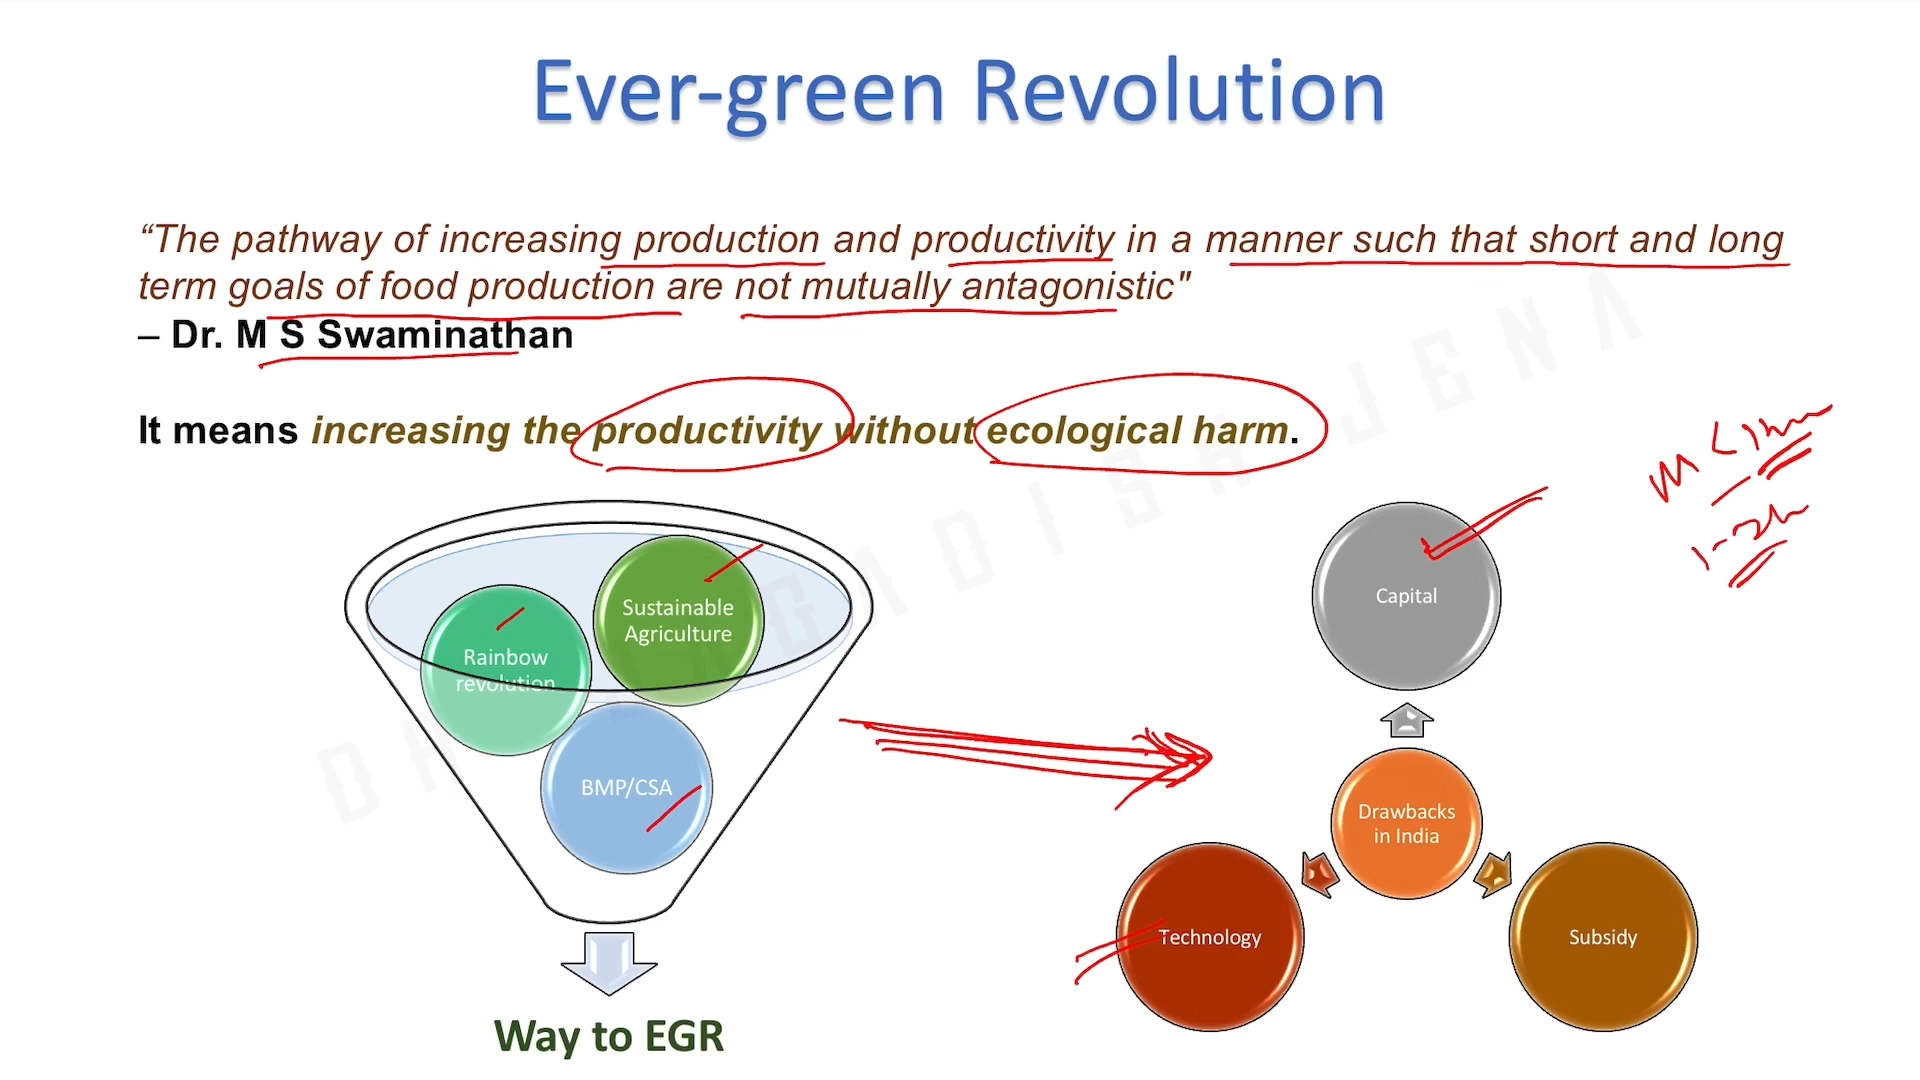 Ever-green Revolution
“The pathway of increasing production and productivity in a manner such that short and long
term goals of food production are not mutually antagonistic"
– Dr. M S Swaminathan
It means increasing the productivity without ecological harm.
Sustainable
Agriculture
Rainbow
revolution
BMP/CSA
Way to EGR
Capital
Drawbacks
in India
Technology
Subsidy